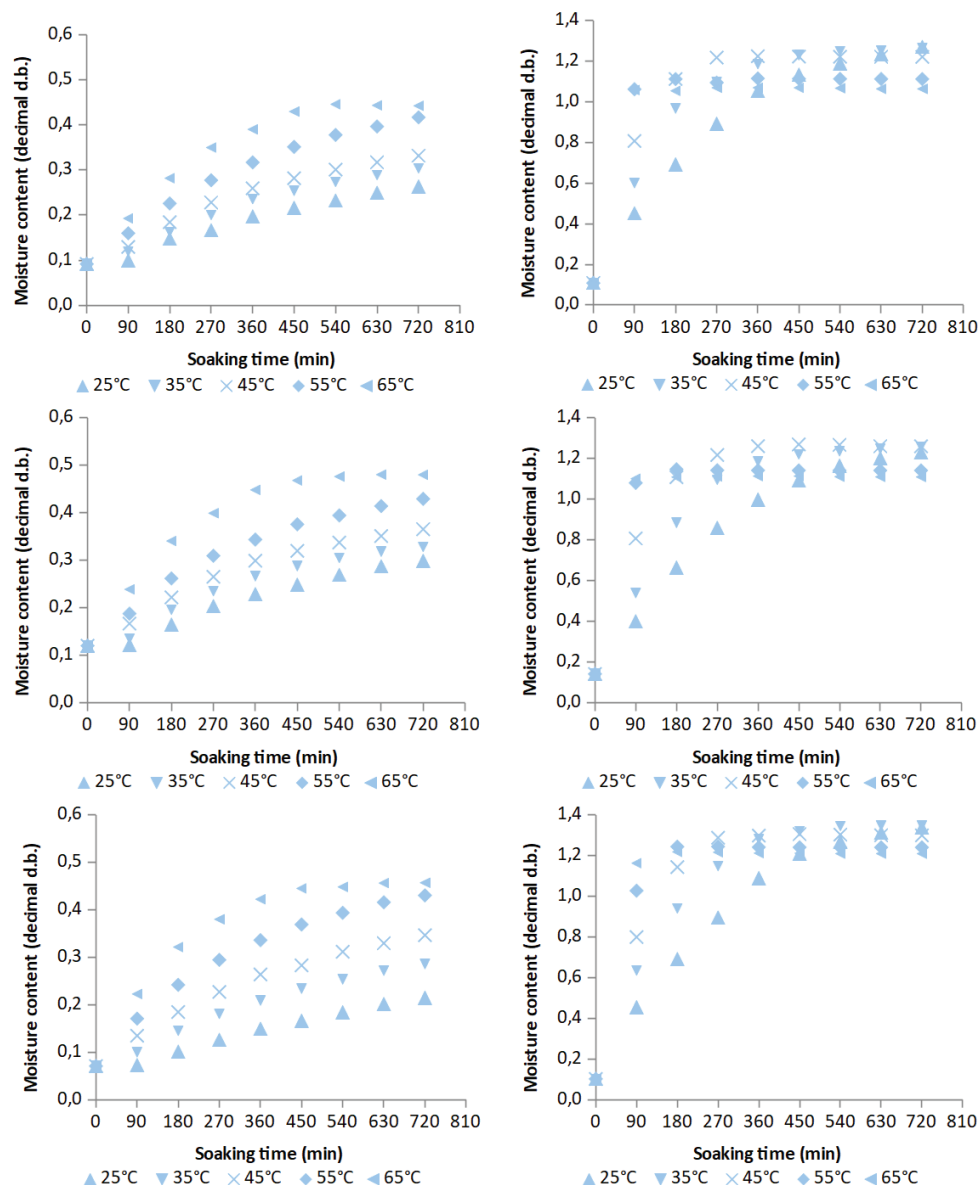 0,6
0,5
0,4
0,3
0,2
0,1
0,0
Moisture content (decimal d.b.)
0 90 180 270 360 450 540 630 720 810
Soaking time (min)
25°C 35°C 45°C 55°C 65°C
1,4
1,2
1,0
0,8
0,6
0,4
0,2
0,0
Moisture content (decimal d.b.)
0 90 180 270 360 450 540 630 720 810
Soaking time (min)
25°C 35°C 45°C 55°C 65°C
0,6
0,5
0,4
0,3
0,2
0,1
0,0
Moisture content (decimal d.b.)
0 90 180 270 360 450 540 630 720 810
Soaking time (min)
25°C 35°C 45°C 55°C 65°C
1,4
1,2
1,0
0,8
0,6
0,4
0,2
0,0
Moisture content (decimal d.b.)
0 90 180 270 360 450 540 630 720 810
Soaking time (min)
25°C 35°C 45°C 55°C 65°C
0,6
0,5
0,4
0,3
0,2
0,1
0,0
Moisture content (decimal d.b.)
0 90 180 270 360 450 540 630 720 810
Soaking time (min)
25°C 35°C 45°C 55°C 65°C
1,4
1,2
1,0
0,8
0,6
0,4
0,2
0,0
Moisture content (decimal d.b.)
0 90 180 270 360 450 540 630 720 810
Soaking time (min)
25°C 35°C 45°C 55°C 65°C